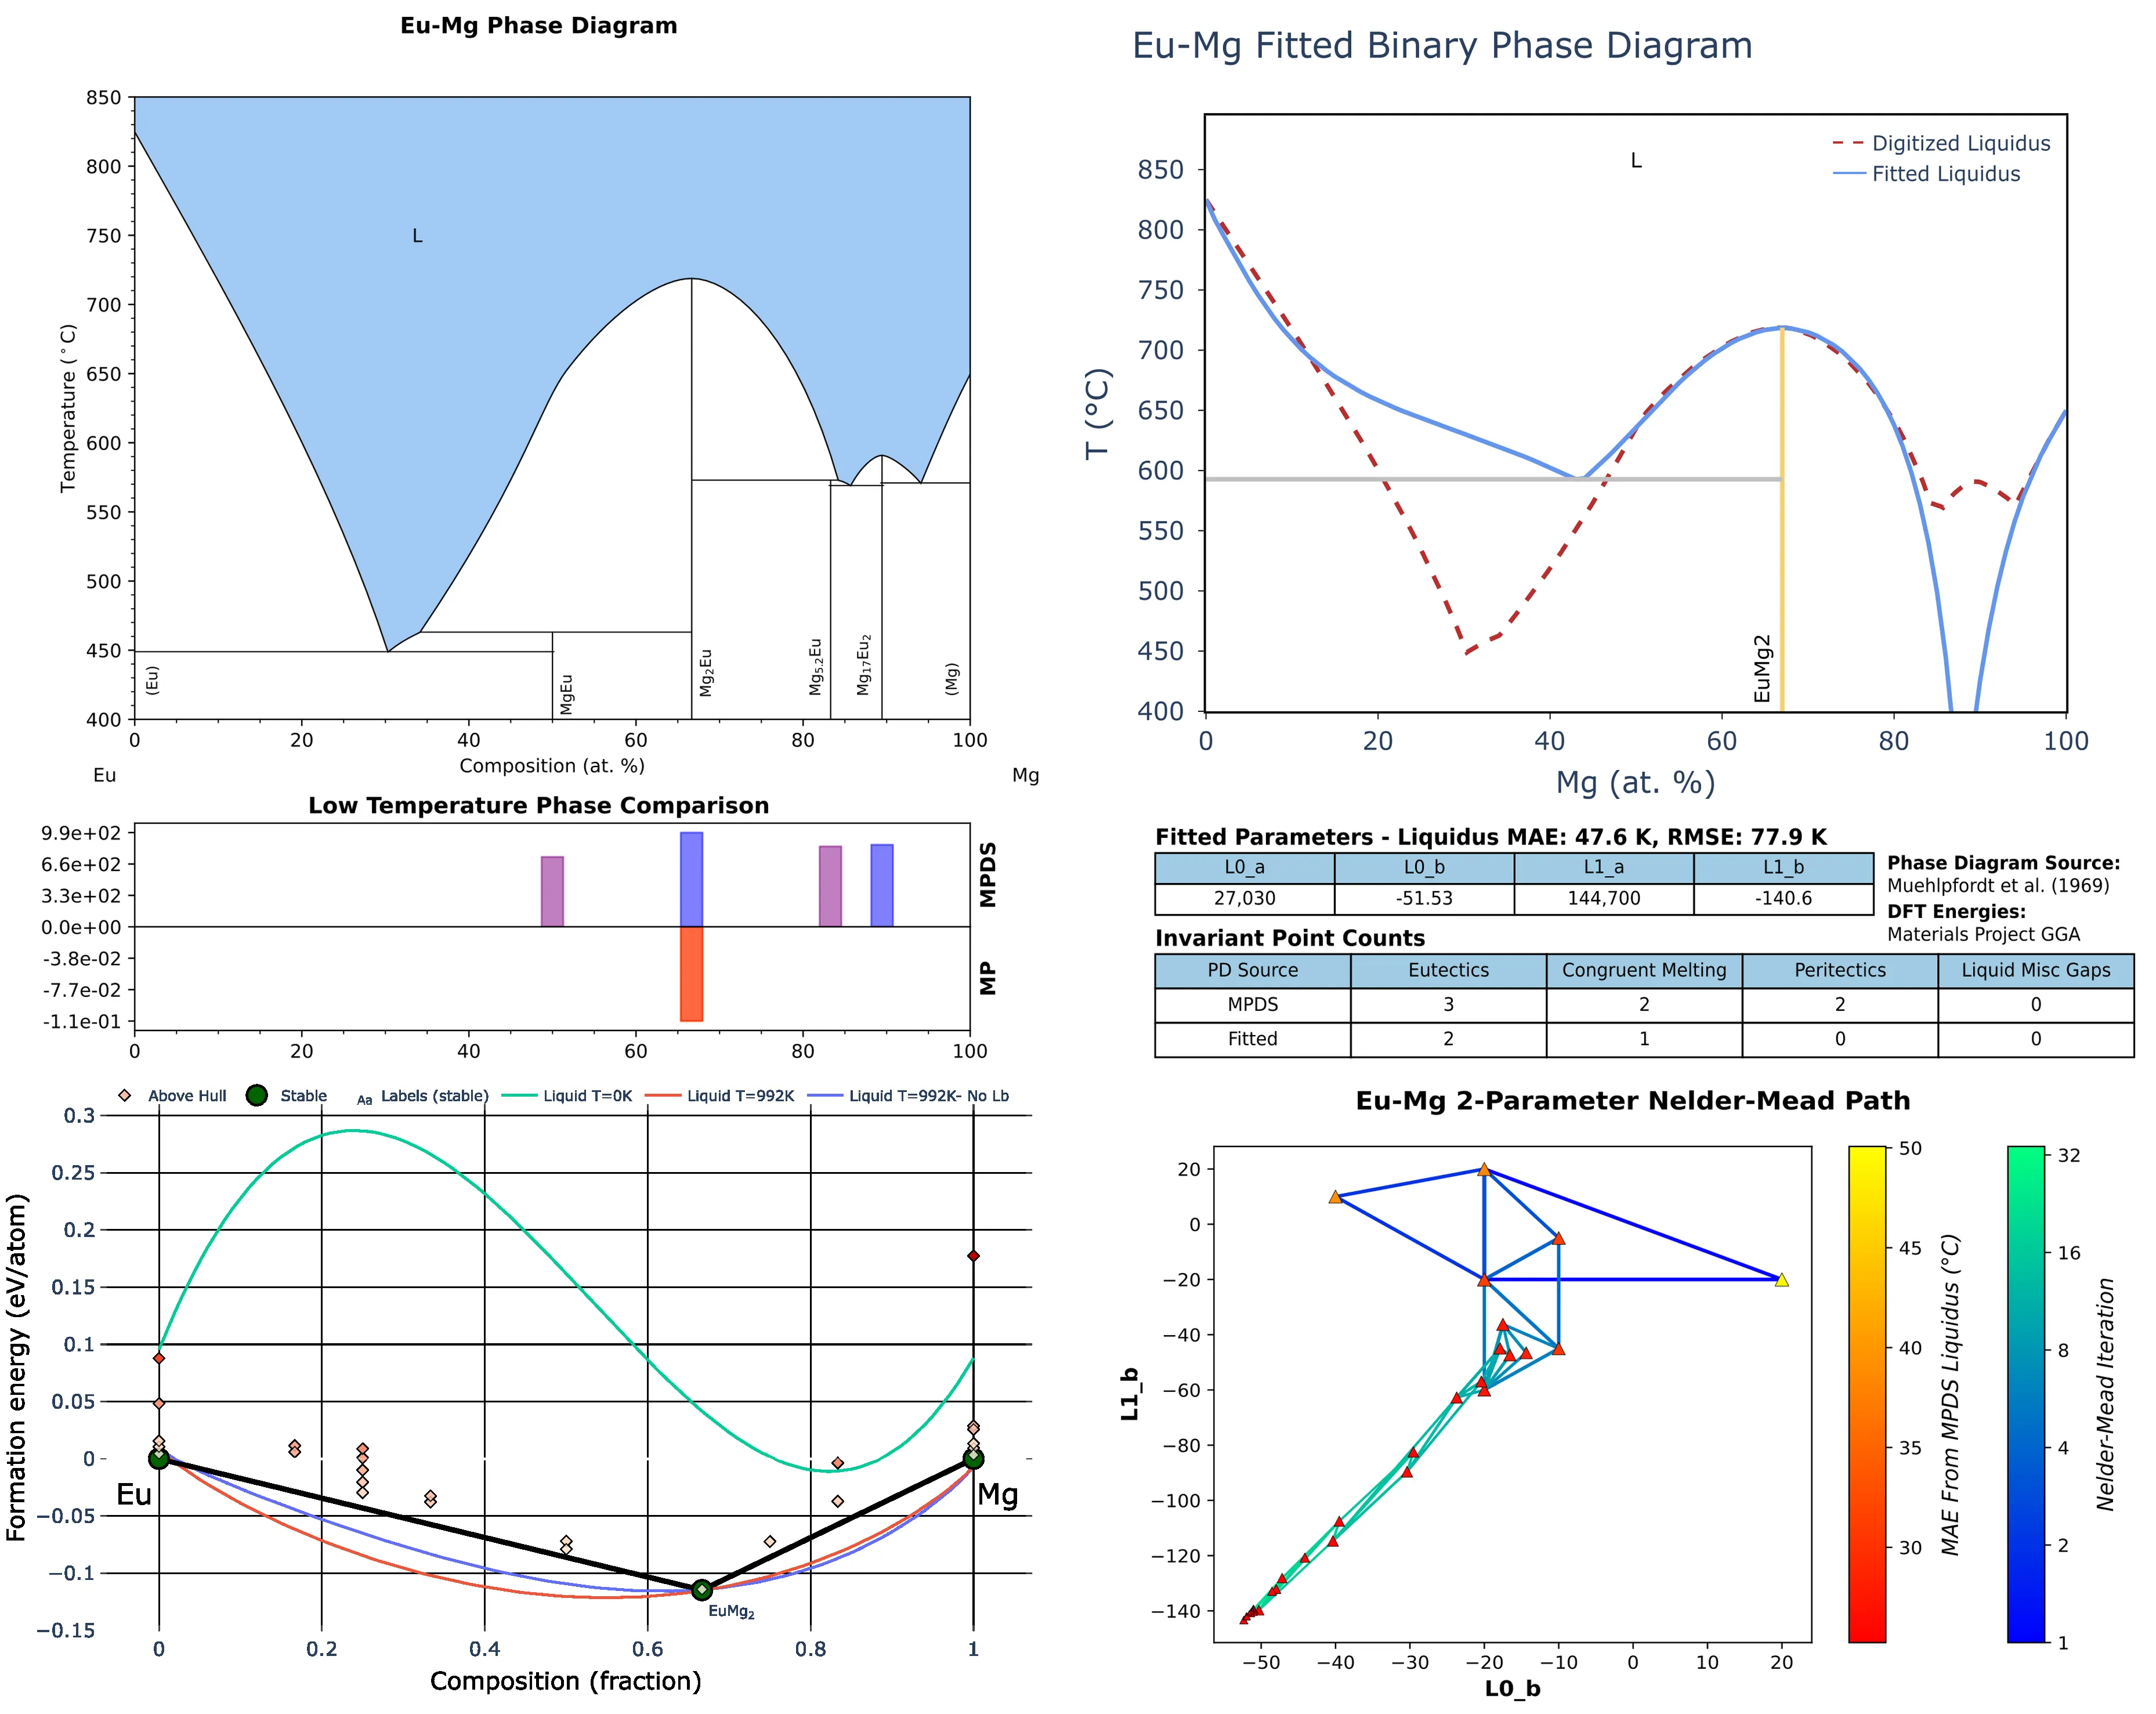 Eu-Mg Phase Diagram
850
800
750
700
650
600
550
500
450
400
Temperature (°C)
L
(Eu)
MgEu
Mg₂Eu
Mg₅.₂Eu
Mg₁₇Eu₂
(Mg)
0 20 40 60 80 100
Composition (at. %)
Eu Mg
Low Temperature Phase Comparison
9.9e+02
6.6e+02
3.3e+02
0.0e+00
-3.8e-02
-7.7e-02
-1.1e-01
MPDS
MP
0 20 40 60 80 100
Above Hull Stable Aa Labels (stable) Liquid T=0K Liquid T=992K Liquid T=992K- No Lb
0.3
0.25
0.2
0.15
0.1
0.05
0
−0.05
−0.1
−0.15
Formation energy (eV/atom)
Eu
Mg
EuMg₂
0 0.2 0.4 0.6 0.8 1
Composition (fraction)
Eu-Mg Fitted Binary Phase Diagram
L
Digitized Liquidus
Fitted Liquidus
850
800
750
700
650
600
550
500
450
400
T (°C)
EuMg2
0 20 40 60 80 100
Mg (at. %)
Fitted Parameters - Liquidus MAE: 47.6 K, RMSE: 77.9 K
L0_a L0_b L1_a L1_b
27,030 -51.53 144,700 -140.6
Phase Diagram Source:
Muehlpfordt et al. (1969)
DFT Energies:
Materials Project GGA
Invariant Point Counts
PD Source Eutectics Congruent Melting Peritectics Liquid Misc Gaps
MPDS 3 2 2 0
Fitted 2 1 0 0
Eu-Mg 2-Parameter Nelder-Mead Path
20
0
−20
−40
−60
−80
−100
−120
−140
L1_b
−50 −40 −30 −20 −10 0 10 20
L0_b
50
45
40
35
30
MAE From MPDS Liquidus (°C)
32
16
8
4
2
1
Nelder-Mead Iteration